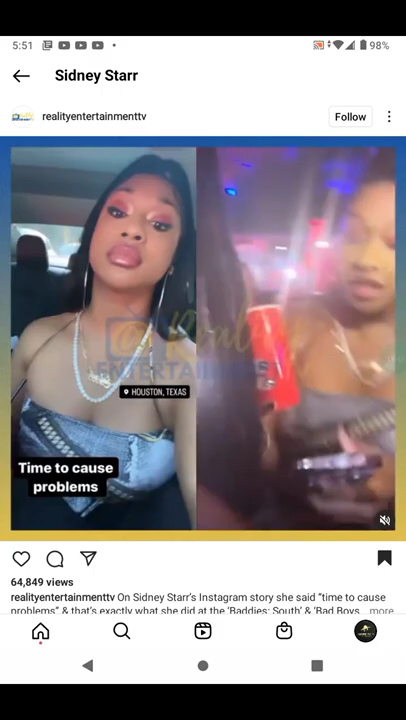 5:51
98%
Sidney Starr
realityentertainmenttv
Follow
@Reality
ENTERTAINMENT
HOUSTON, TEXAS
Time to cause
problems
64,849 views
realityentertainmenttv On Sidney Starr's Instagram story she said "time to cause
problems" & that's exactly what she did at the 'Baddies: South' & 'Bad Boys... more